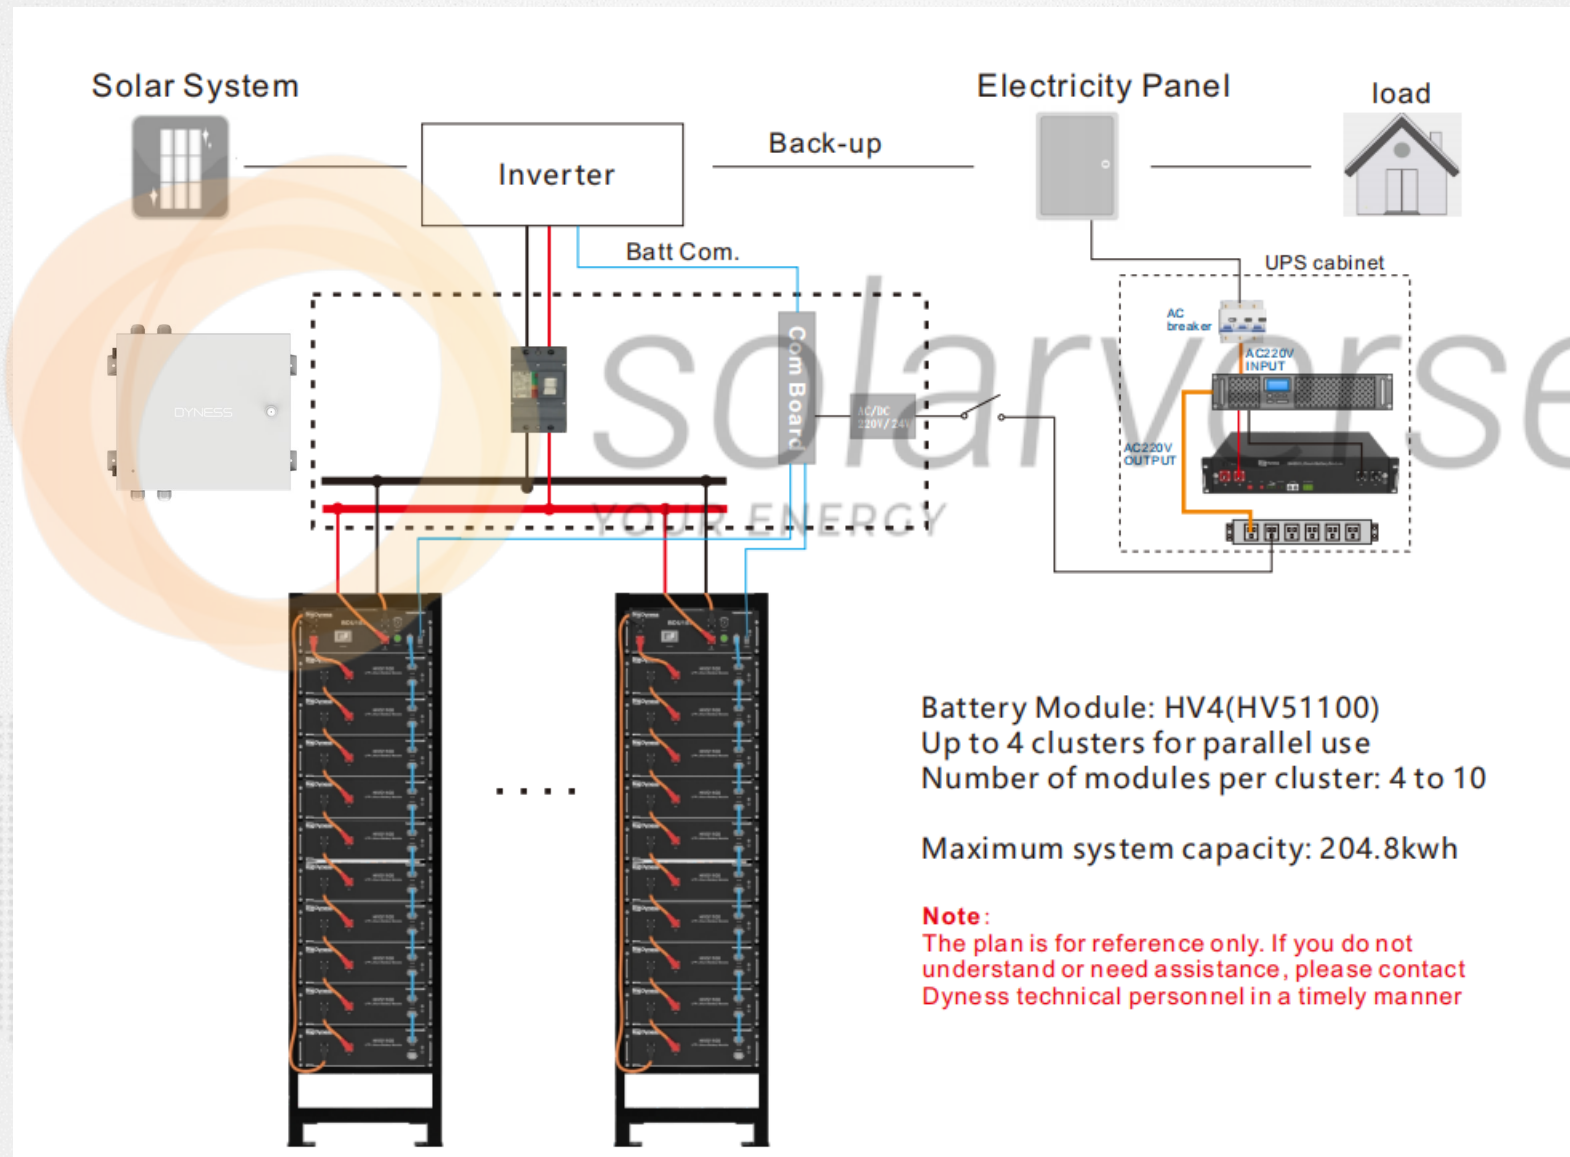 Solar System
Electricity Panel
load
Inverter
Back-up
Batt Com.
UPS cabinet
AC
breaker
AC220V
INPUT
Com Board
AC/DC
220V/24V
AC220V
OUTPUT
DYNESS
solarverse
YOUR ENERGY
Battery Module: HV4(HV51100)
Up to 4 clusters for parallel use
Number of modules per cluster: 4 to 10
Maximum system capacity: 204.8kwh
Note:
The plan is for reference only. If you do not
understand or need assistance, please contact
Dyness technical personnel in a timely manner